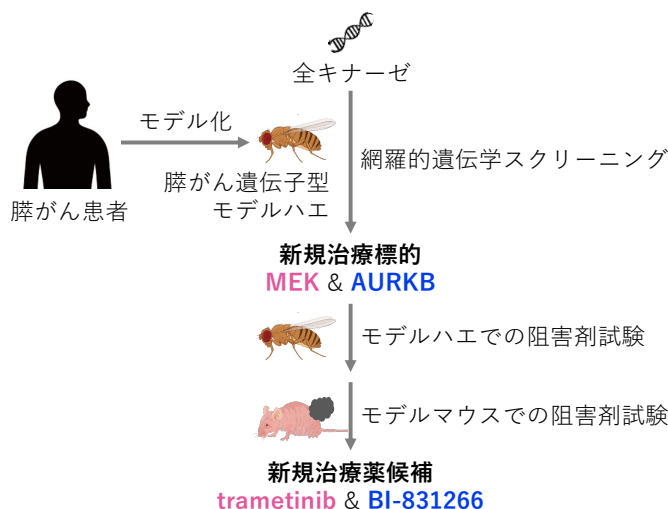 全キナーゼ
モデル化
網羅的遺伝学スクリーニング
膵がん患者
膵がん遺伝子型
モデルハエ
新規治療標的
MEK & AURKB
モデルハエでの阻害剤試験
モデルマウスでの阻害剤試験
新規治療薬候補
trametinib & BI-831266